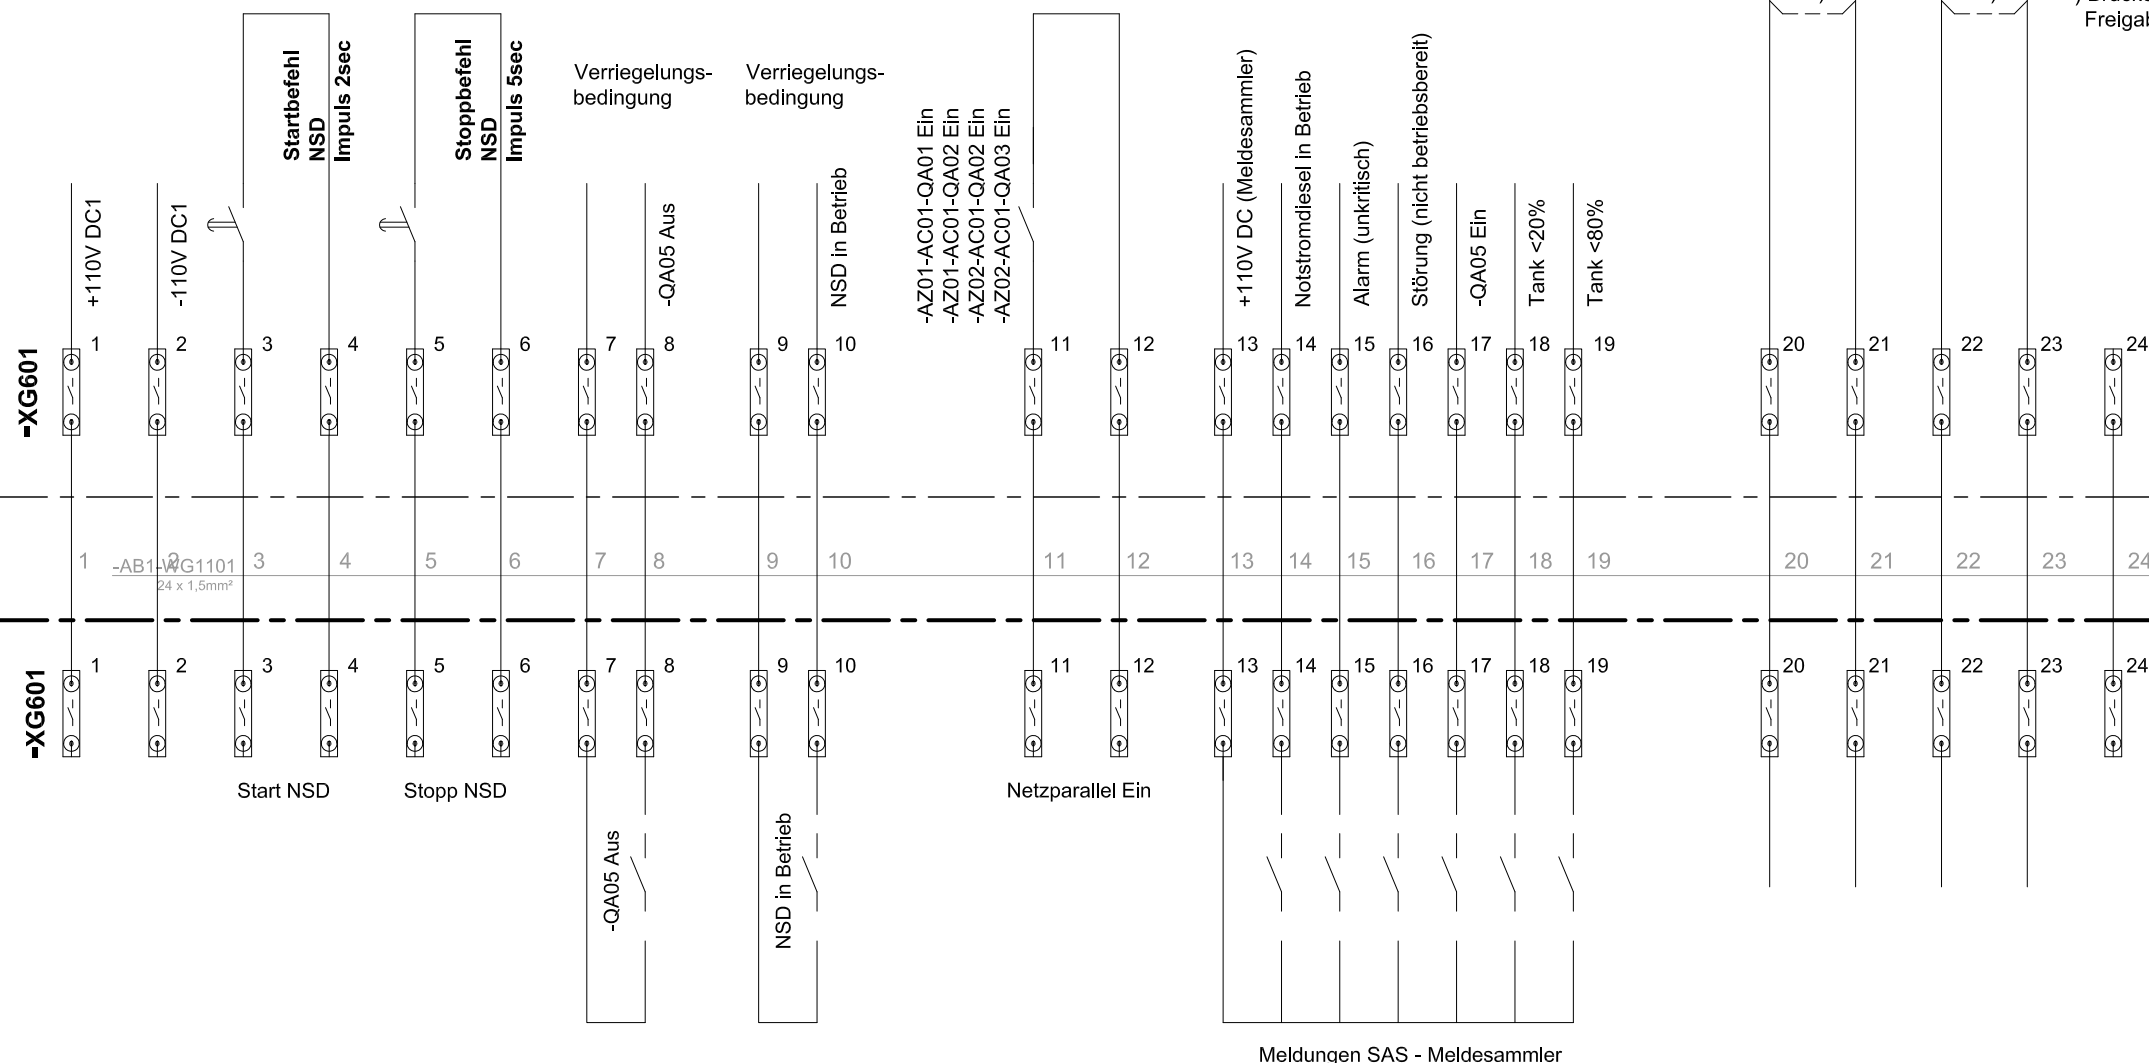 Freigab
Startbefehl
NSD
Impuls 2sec
Stoppbefehl
NSD
Impuls 5sec
Verriegelungs-
bedingung
Verriegelungs-
bedingung
+110V DC1
-110V DC1
-QA05 Aus
NSD in Betrieb
-AZ01-AC01-QA01 Ein
-AZ01-AC01-QA02 Ein
-AZ02-AC01-QA02 Ein
-AZ02-AC01-QA03 Ein
+110V DC (Meldesammler)
Notstromdiesel in Betrieb
Alarm (unkritisch)
Störung (nicht betriebsbereit)
-QA05 Ein
Tank <20%
Tank <80%
-XG601
1 2 3 4 5 6 7 8 9 10 11 12 13 14 15 16 17 18 19 20 21 22 23 24
1 2 3 4 5 6 7 8 9 10 11 12 13 14 15 16 17 18 19 20 21 22 23 24
-AB1-WG1101
24 x 1,5mm²
-XG601
1 2 3 4 5 6 7 8 9 10 11 12 13 14 15 16 17 18 19 20 21 22 23 24
Start NSD
Stopp NSD
Netzparallel Ein
-QA05 Aus
NSD in Betrieb
Meldungen SAS - Meldesammler